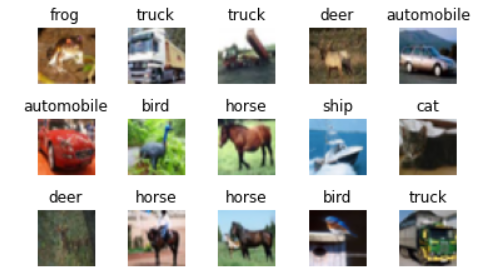 frog truck truck deer automobile
automobile bird horse ship cat
deer horse horse bird truck